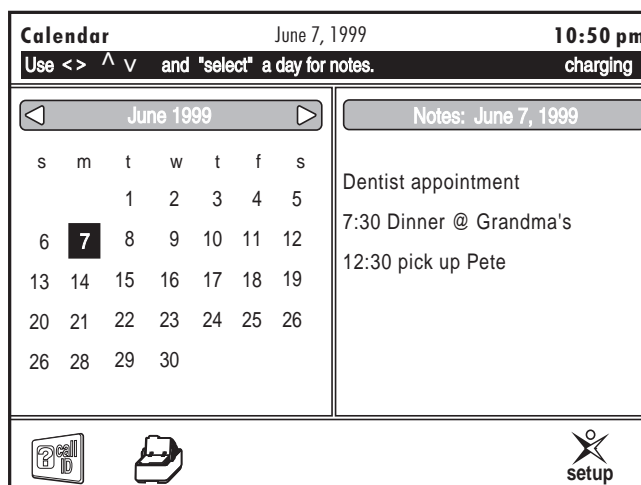 Calendar June 7, 1999 10:50 pm
Use < > ^ v and "select" a day for notes. charging
June 1999
s m t w t f s
1 2 3 4 5
6 7 8 9 10 11 12
13 14 15 16 17 18 19
20 21 22 23 24 25 26
26 28 29 30
Notes: June 7, 1999
Dentist appointment
7:30 Dinner @ Grandma's
12:30 pick up Pete
? call
ID
setup